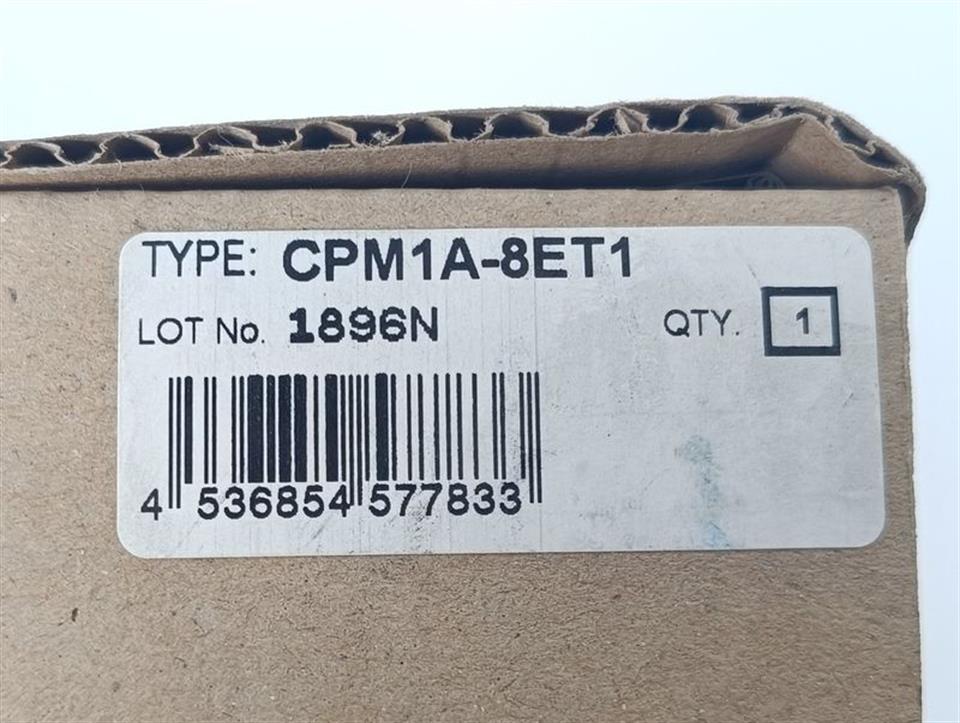 TYPE: CPM1A-8ET1
LOT No. 1896N QTY. 1
4 536854 577833